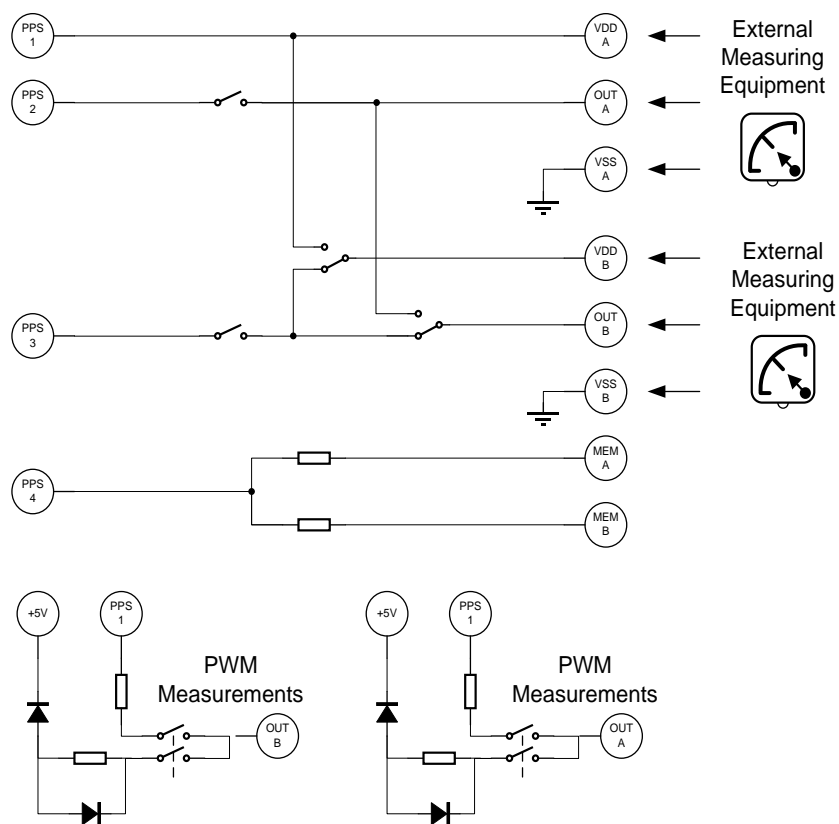 PPS
1
VDD
A
External
Measuring
Equipment
PPS
2
OUT
A
VSS
A
VDD
B
External
Measuring
Equipment
PPS
3
OUT
B
VSS
B
MEM
A
PPS
4
MEM
B
+5V
PPS
1
PWM
Measurements
OUT
B
+5V
PPS
1
PWM
Measurements
OUT
A